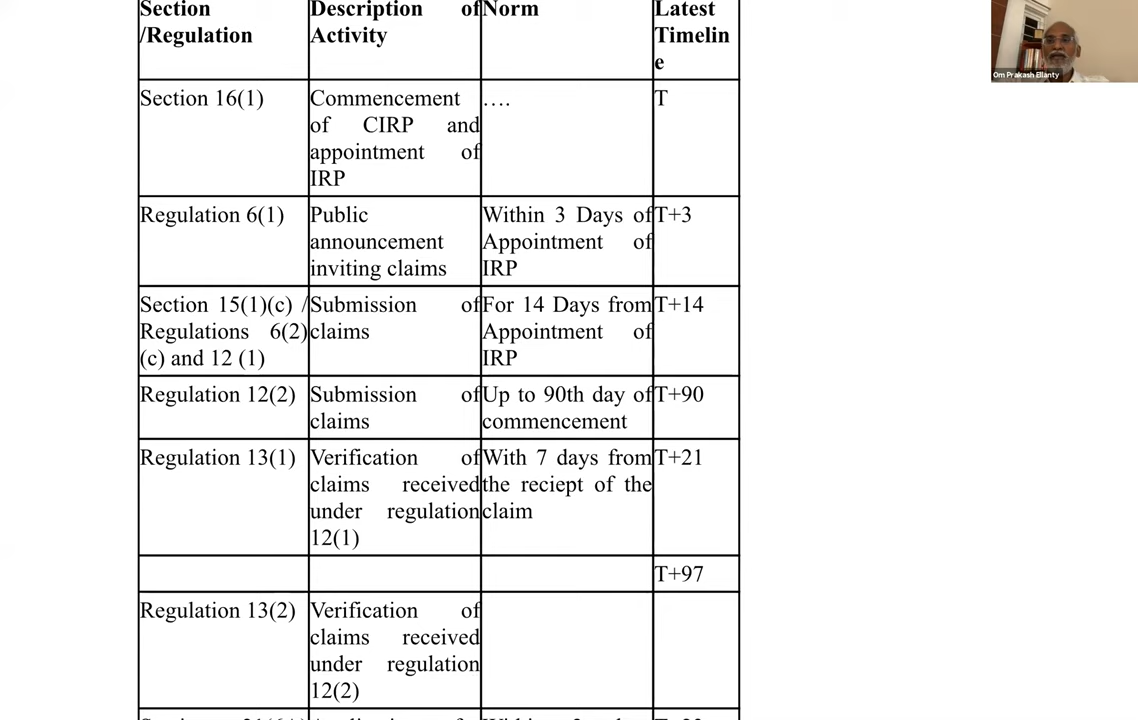 Section Description of Norm Latest
/Regulation Activity Timelin
e
Section 16(1) Commencement …. T
of CIRP and
appointment of
IRP
Regulation 6(1) Public Within 3 Days of T+3
announcement Appointment of
inviting claims IRP
Section 15(1)(c) / Submission of For 14 Days from T+14
Regulations 6(2) claims Appointment of
(c) and 12 (1) IRP
Regulation 12(2) Submission of Up to 90th day of T+90
claims commencement
Regulation 13(1) Verification of With 7 days from T+21
claims received the reciept of the
under regulation claim
12(1)
T+97
Regulation 13(2) Verification of
claims received
under regulation
12(2)
Om Prakash Ellanty